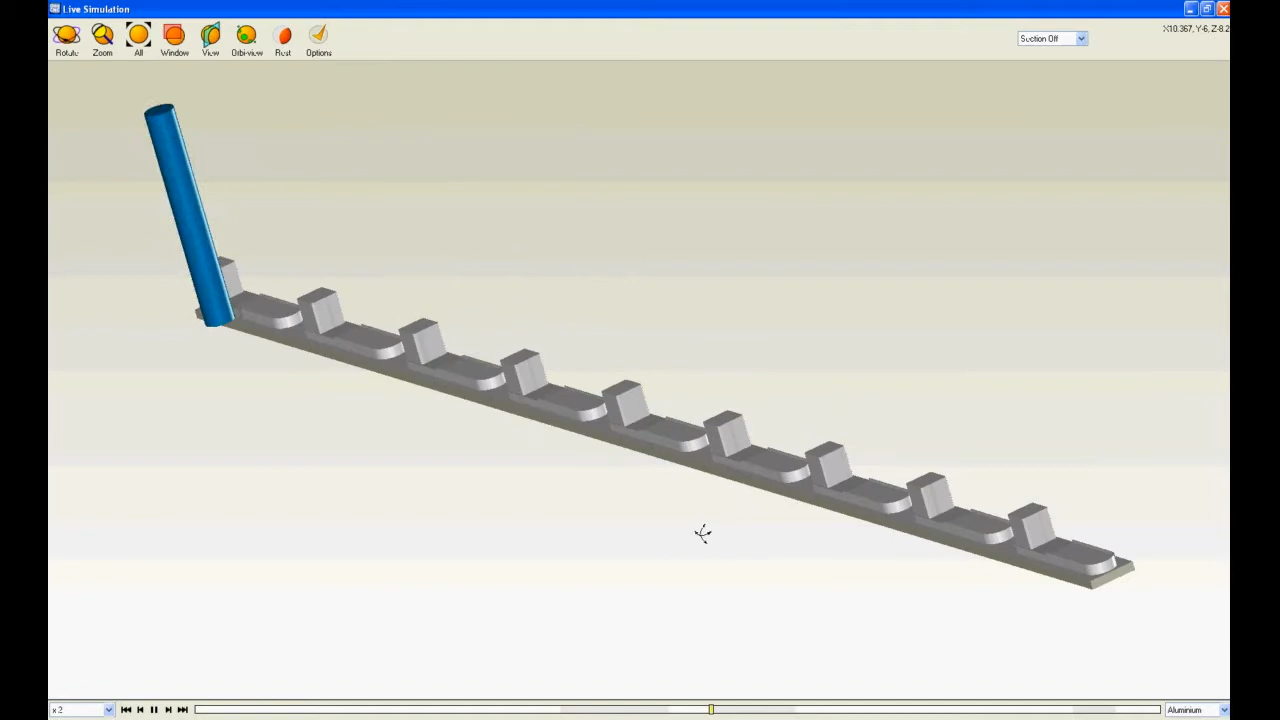 Live Simulation
Rotate Zoom All Window View Orbi-view Rest Options
Section Off
X10.367, Y-6, Z-8.2
x 2
Aluminium